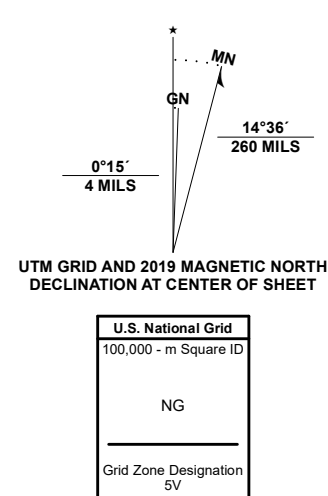 ★
MN
GN
14°36´
260 MILS
0°15´
4 MILS
UTM GRID AND 2019 MAGNETIC NORTH
DECLINATION AT CENTER OF SHEET
U.S. National Grid
100,000 - m Square ID
NG
Grid Zone Designation
5V